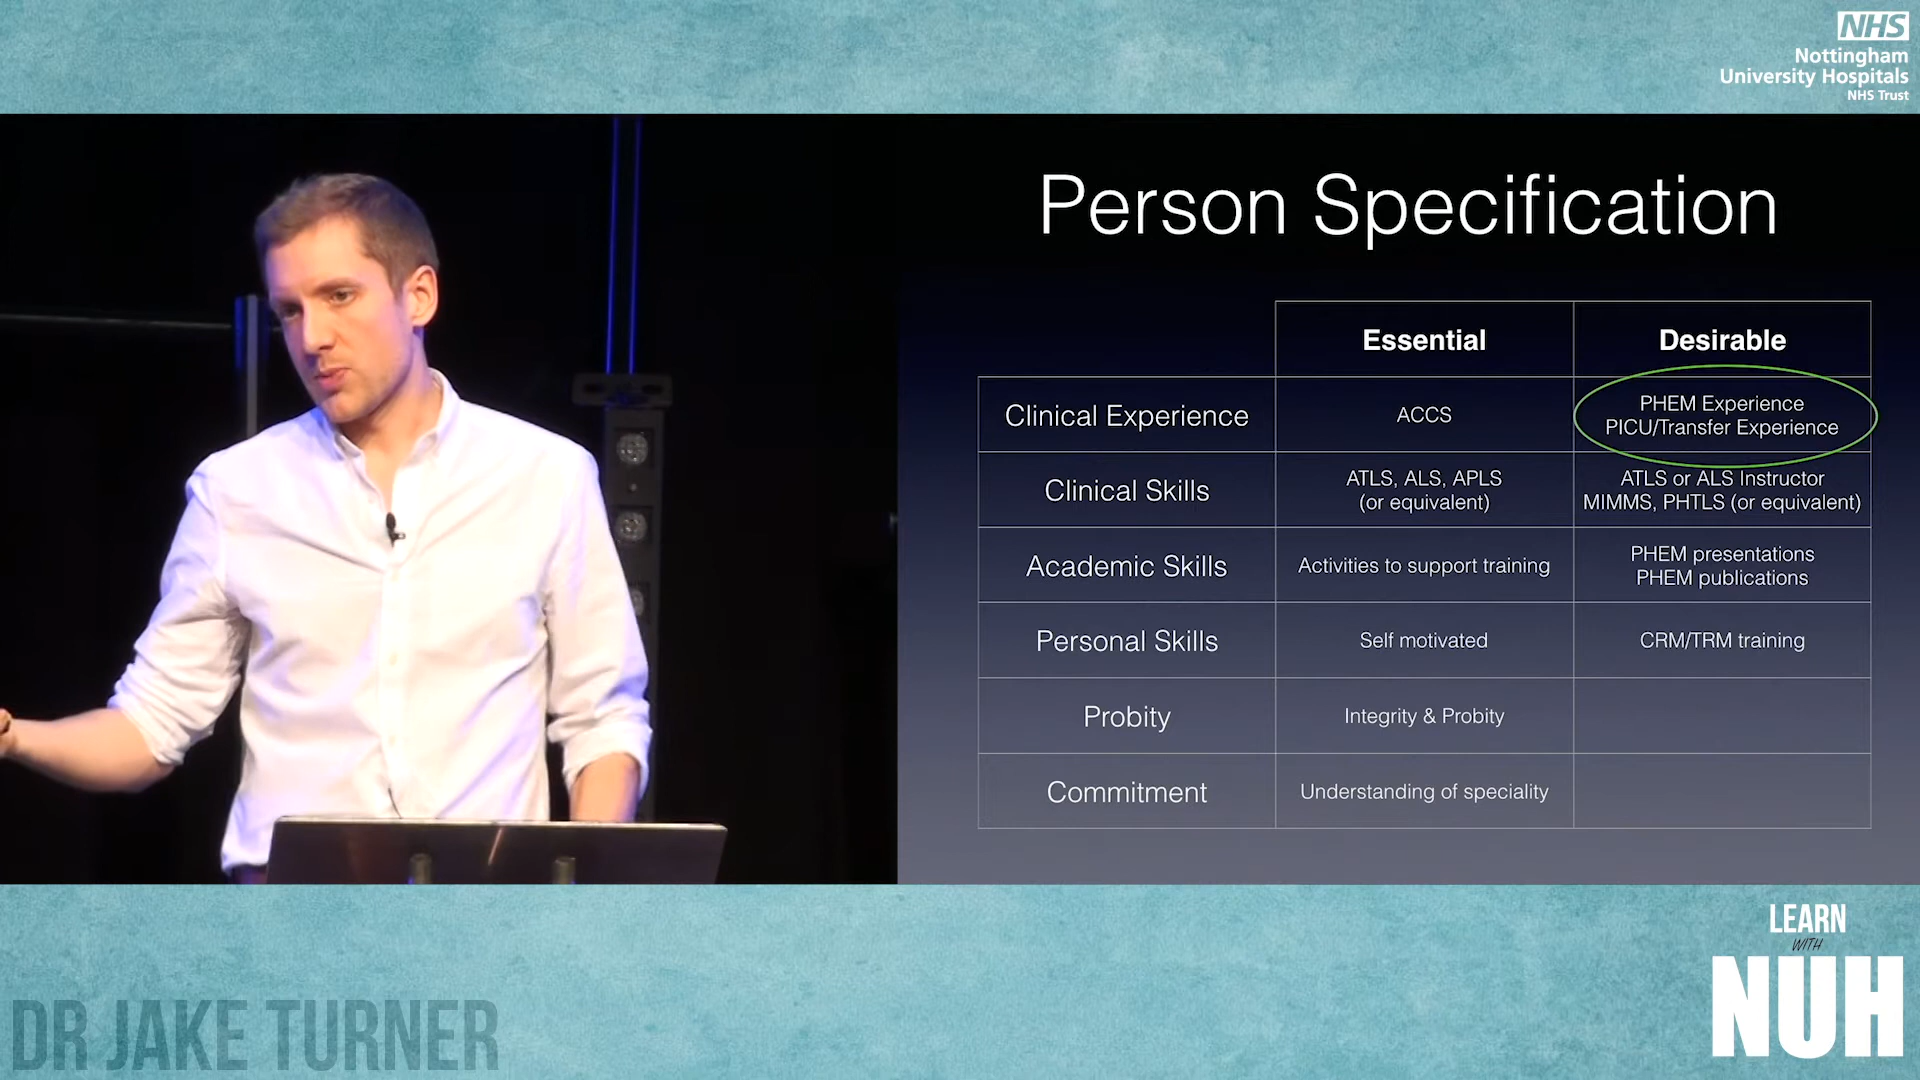 NHS
Nottingham
University Hospitals
NHS Trust
Person Specification
Essential
Desirable
Clinical Experience
ACCS
PHEM Experience
PICU/Transfer Experience
Clinical Skills
ATLS, ALS, APLS
(or equivalent)
ATLS or ALS Instructor
MIMMS, PHTLS (or equivalent)
Academic Skills
Activities to support training
PHEM presentations
PHEM publications
Personal Skills
Self motivated
CRM/TRM training
Probity
Integrity & Probity
Commitment
Understanding of speciality
DR JAKE TURNER
LEARN
WITH
NUH